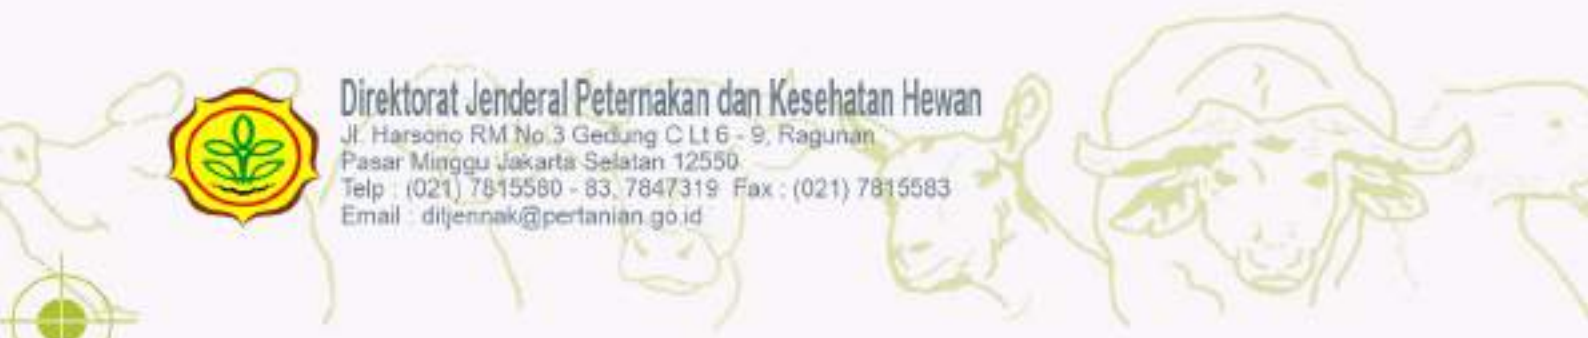 Direktorat Jenderal Peternakan dan Kesehatan Hewan
Jl. Harsono RM No.3 Gedung C Lt 6 - 9, Ragunan
Pasar Minggu Jakarta Selatan 12550
Telp : (021) 7815580 - 83, 7847319 Fax : (021) 7815583
Email : ditjennak@pertanian.go.id